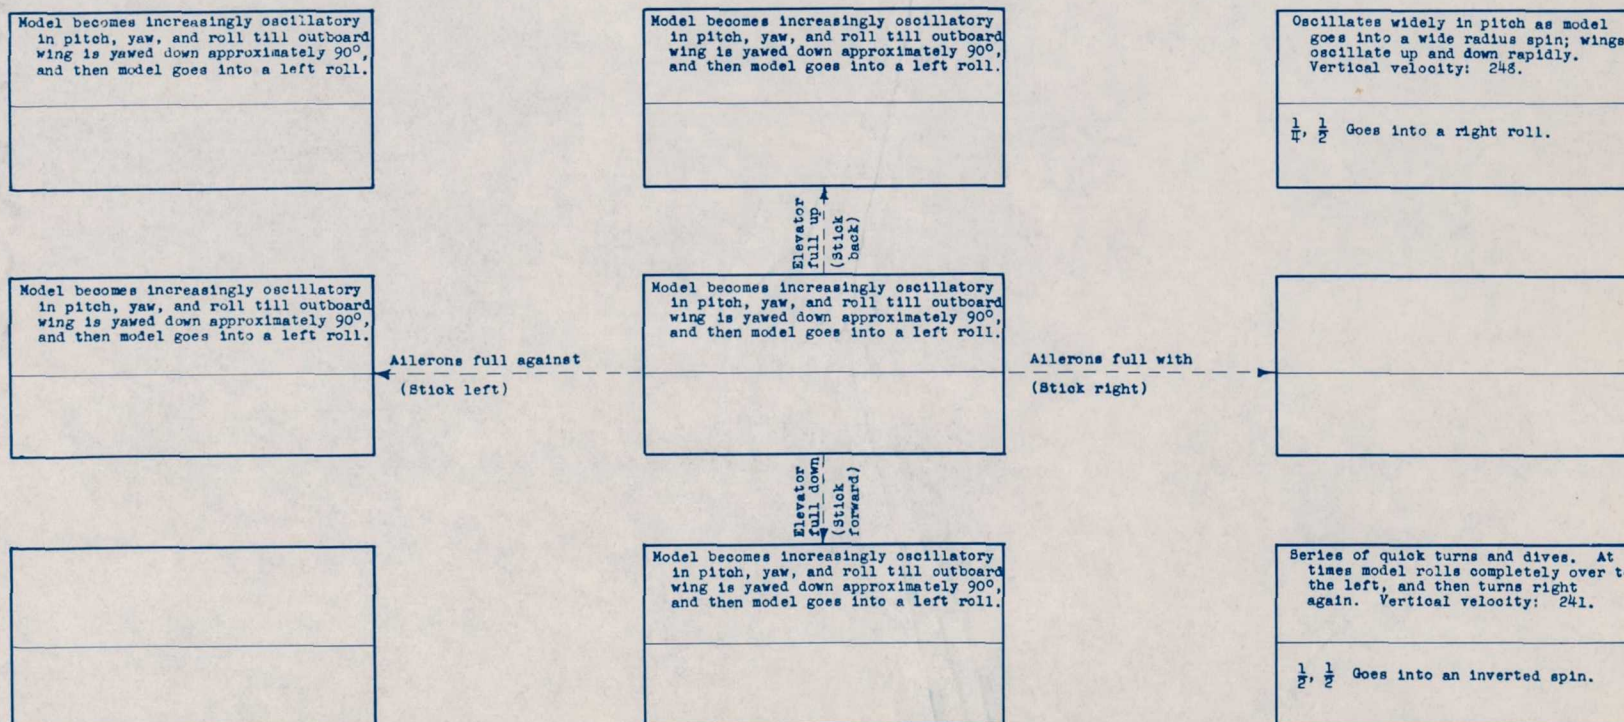 Model becomes increasingly oscillatory
in pitch, yaw, and roll till outboard
wing is yawed down approximately 90°,
and then model goes into a left roll.
Model becomes increasingly oscillatory
in pitch, yaw, and roll till outboard
wing is yawed down approximately 90°,
and then model goes into a left roll.
Oscillates widely in pitch as model
goes into a wide radius spin; wings
oscillate up and down rapidly.
Vertical velocity: 248.
1/4, 1/2 Goes into a right roll.
Elevator
full up
(Stick
back)
Model becomes increasingly oscillatory
in pitch, yaw, and roll till outboard
wing is yawed down approximately 90°,
and then model goes into a left roll.
Ailerons full against
(Stick left)
Model becomes increasingly oscillatory
in pitch, yaw, and roll till outboard
wing is yawed down approximately 90°,
and then model goes into a left roll.
Ailerons full with
(Stick right)
Elevator
full down
(Stick
forward)
Model becomes increasingly oscillatory
in pitch, yaw, and roll till outboard
wing is yawed down approximately 90°,
and then model goes into a left roll.
Series of quick turns and dives. At
times model rolls completely over to
the left, and then turns right
again. Vertical velocity: 241.
1/2, 1/2 Goes into an inverted spin.